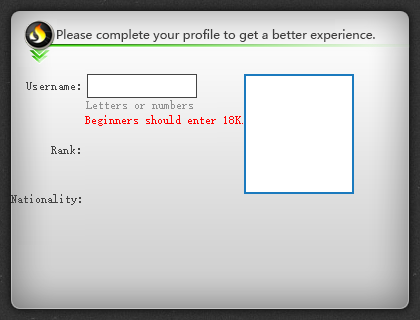 Please complete your profile to get a better experience.
Username:
Letters or numbers
Beginners should enter 18K.
Rank:
Nationality: